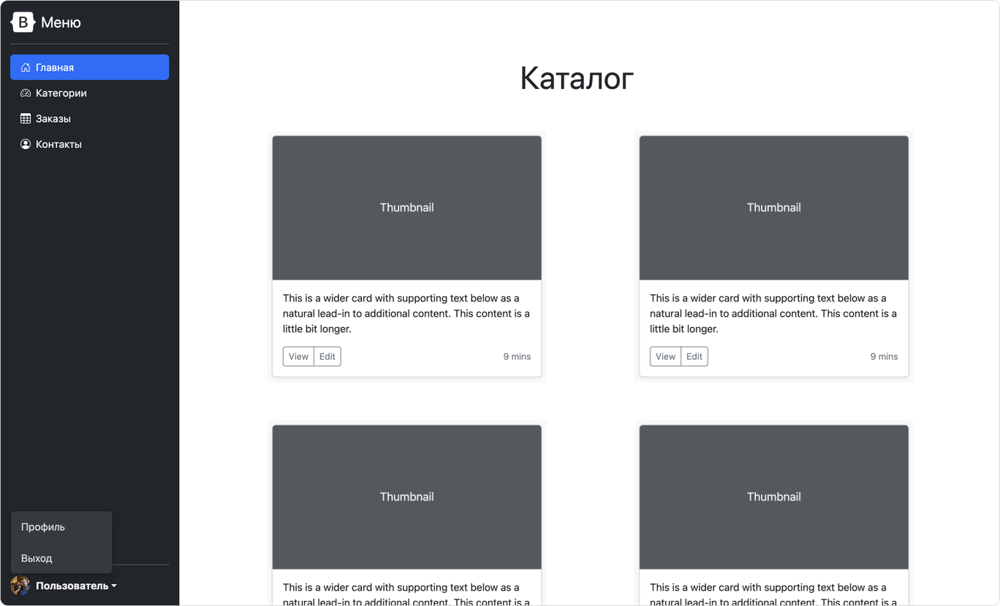 B Меню
Главная
Категории
Заказы
Контакты
Профиль
Выход
Пользователь
Каталог
Thumbnail
This is a wider card with supporting text below as a
natural lead-in to additional content. This content is a
little bit longer.
View Edit 9 mins
Thumbnail
This is a wider card with supporting text below as a
natural lead-in to additional content. This content is a
little bit longer.
View Edit 9 mins
Thumbnail
This is a wider card with supporting text below as a
natural lead-in to additional content. This content is a
Thumbnail
This is a wider card with supporting text below as a
natural lead-in to additional content. This content is a